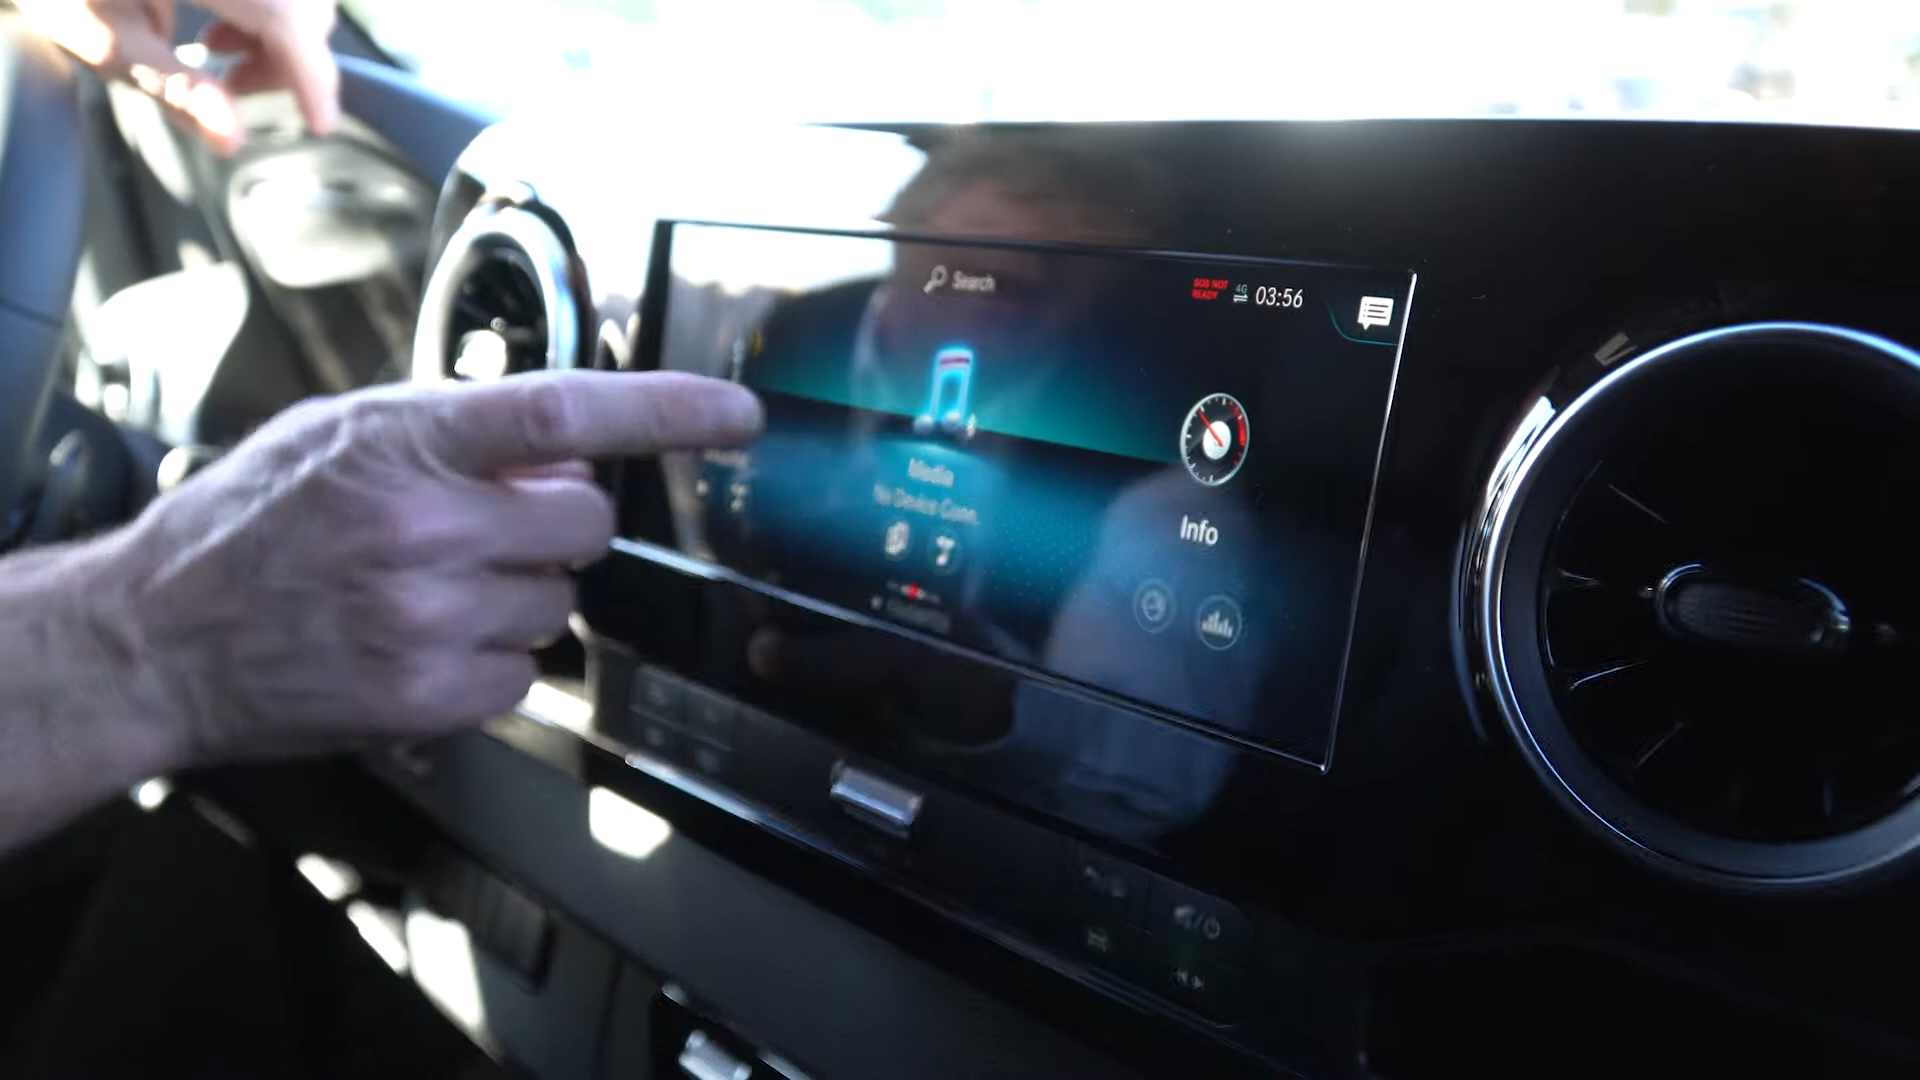 Search
SOS NOT
READY
4G
03:56
Media
No Device Conn.
Info